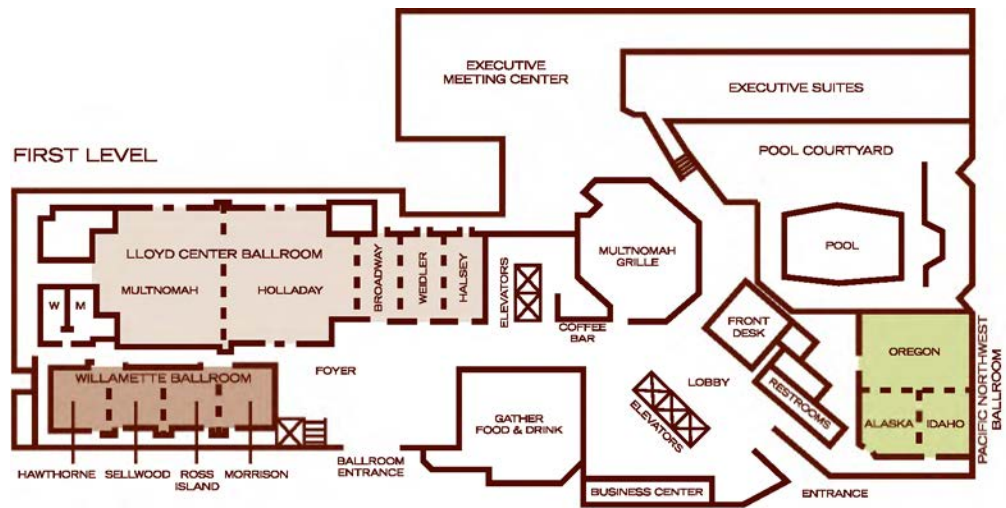 EXECUTIVE
MEETING CENTER
EXECUTIVE SUITES
FIRST LEVEL
POOL COURTYARD
LLOYD CENTER BALLROOM
MULTNOMAH
HOLLADAY
BROADWAY
WEIDLER
HALSEY
ELEVATORS
MULTNOMAH
GRILLE
POOL
W
M
COFFEE
BAR
FRONT
DESK
OREGON
ALASKA
IDAHO
PACIFIC NORTHWEST
BALLROOM
WILLAMETTE BALLROOM
FOYER
LOBBY
RESTROOMS
ELEVATORS
GATHER
FOOD & DRINK
HAWTHORNE
SELLWOOD
ROSS
ISLAND
MORRISON
BALLROOM
ENTRANCE
BUSINESS CENTER
ENTRANCE